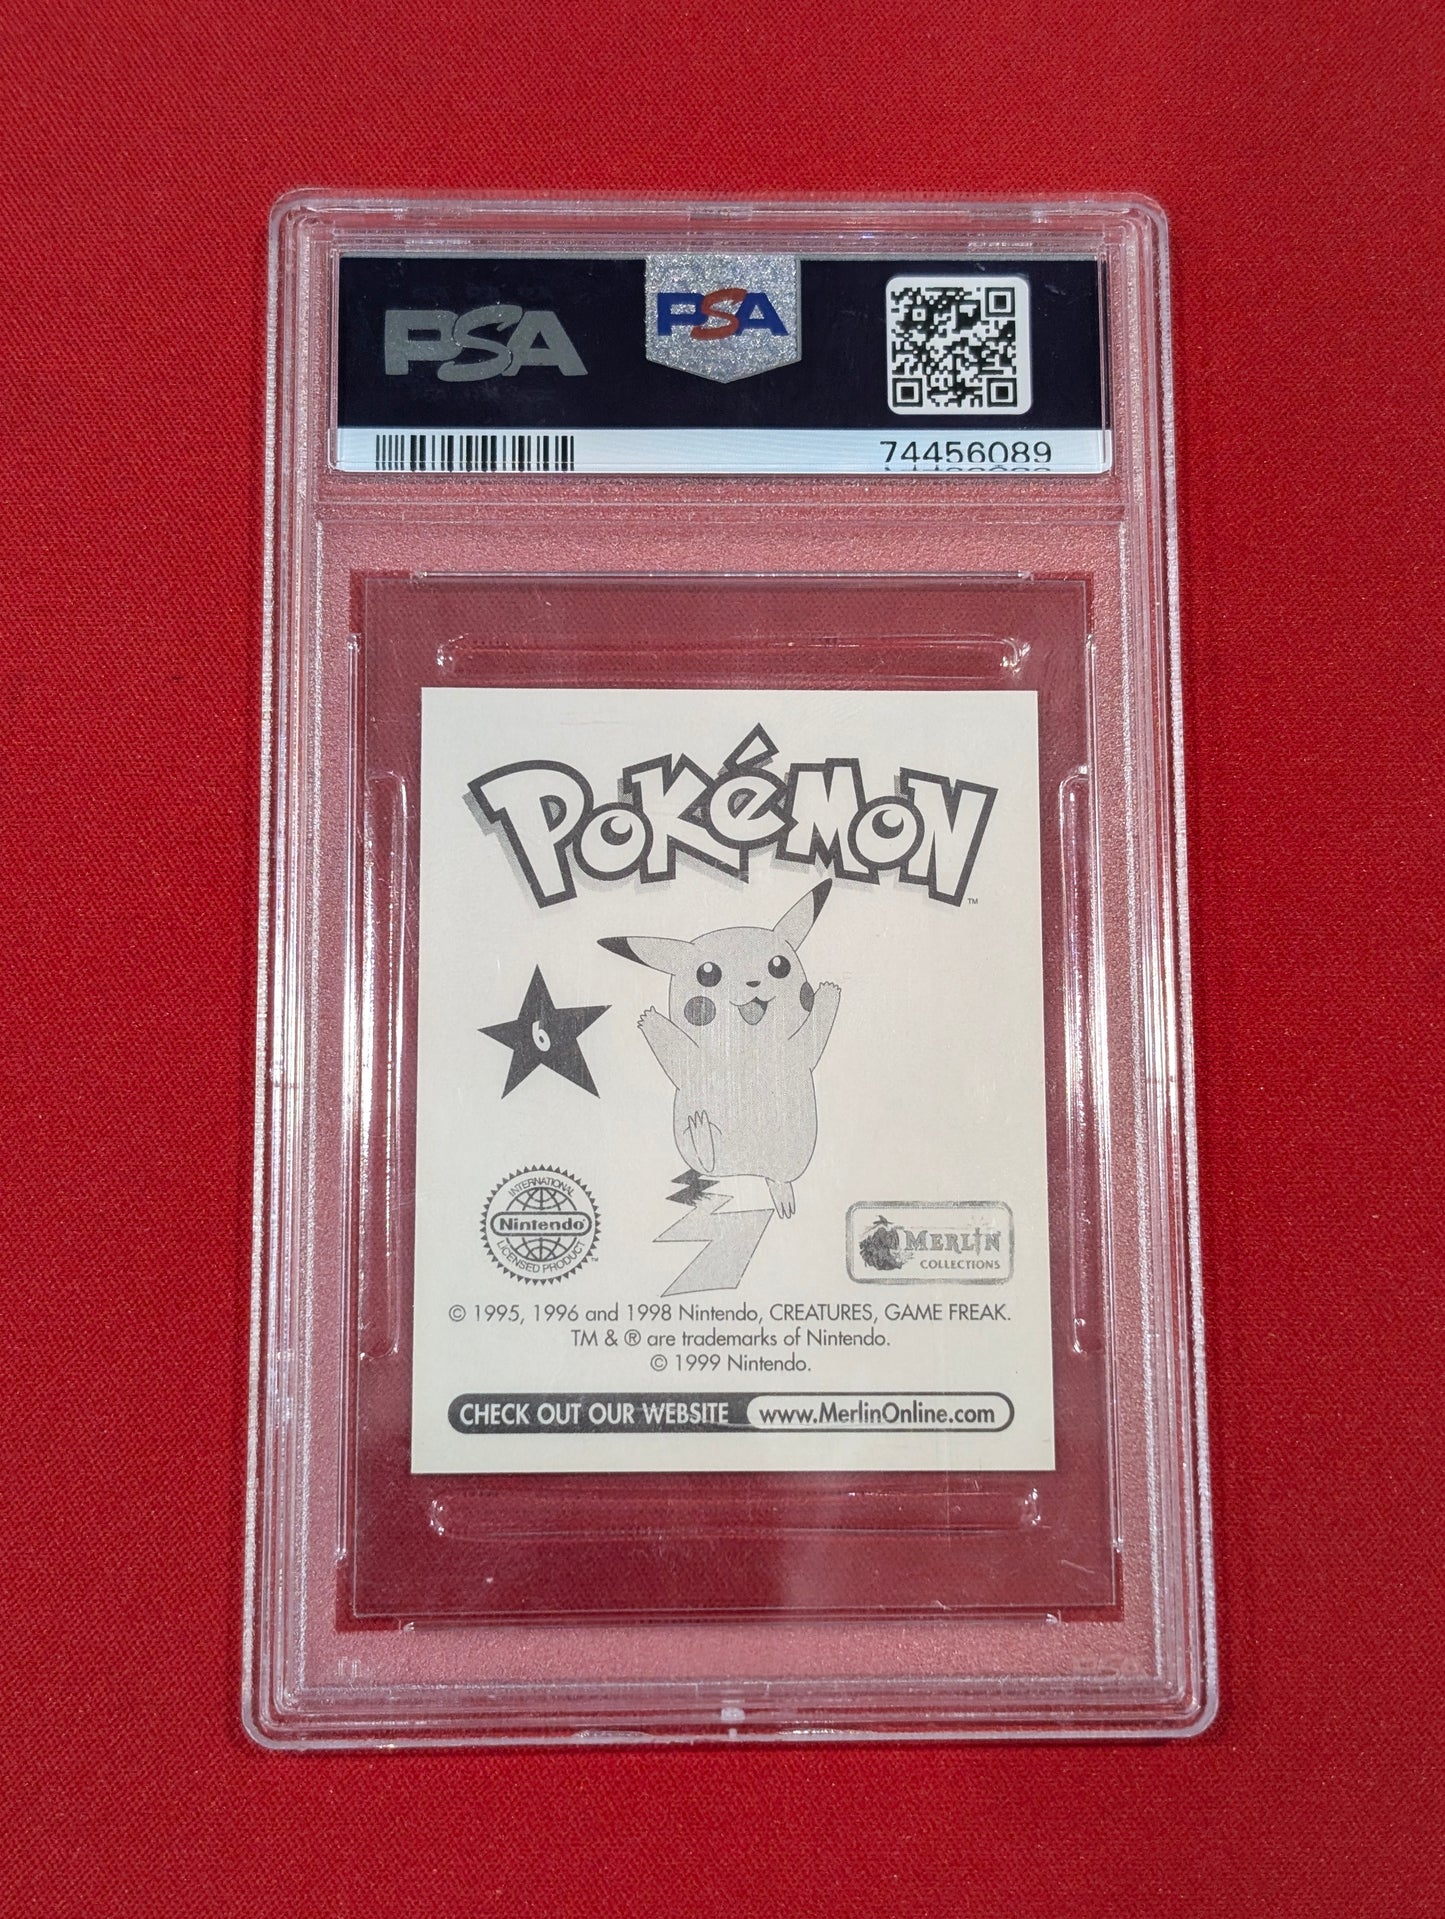 PSA
PSA
74456089
POKéMON
™
6
INTERNATIONAL
Nintendo®
LICENSED PRODUCT
MERLIN
COLLECTIONS
© 1995, 1996 and 1998 Nintendo, CREATURES, GAME FREAK.
TM & ® are trademarks of Nintendo.
© 1999 Nintendo.
CHECK OUT OUR WEBSITE www.MerlinOnline.com